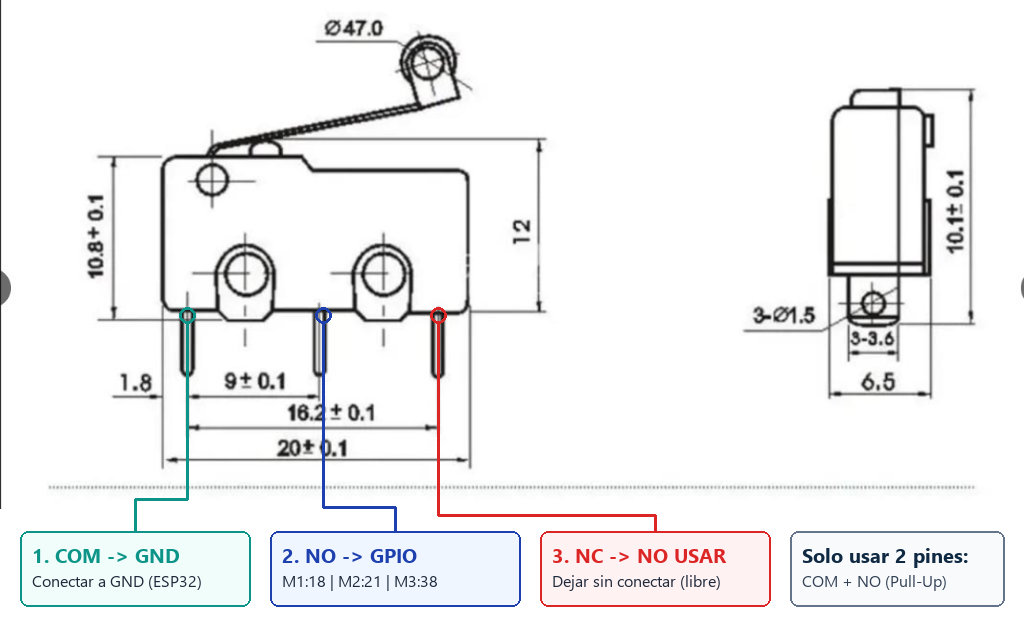 Ø47.0
10.8± 0.1
12
10.1± 0.1
3-Ø1.5
3-3.6
6.5
1.8
9± 0.1
16.2± 0.1
20± 0.1
1. COM -> GND
Conectar a GND (ESP32)
2. NO -> GPIO
M1:18 | M2:21 | M3:38
3. NC -> NO USAR
Dejar sin conectar (libre)
Solo usar 2 pines:
COM + NO (Pull-Up)